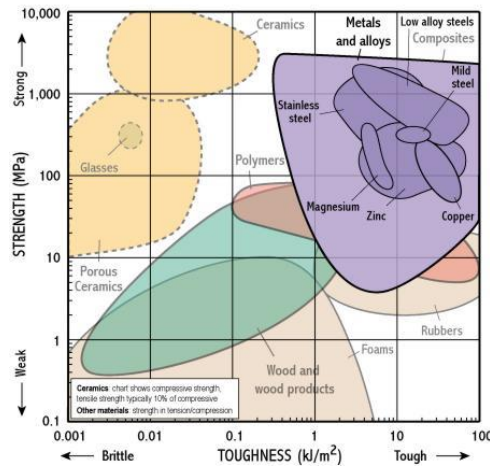 10,000
1,000
100
10
1
0.1
Strong
STRENGTH (MPa)
Weak
Ceramics
Metals
and alloys
Low alloy steels
Composites
Mild
steel
Stainless
steel
Glasses
Polymers
Magnesium
Zinc
Copper
Porous
Ceramics
Rubbers
Foams
Wood and
wood products
Ceramics: chart shows compressive strength,
tensile strength typically 10% of compressive
Other materials: strength in tension/compression
0.001
0.01
0.1
1
10
100
Brittle
TOUGHNESS (kJ/m²)
Tough